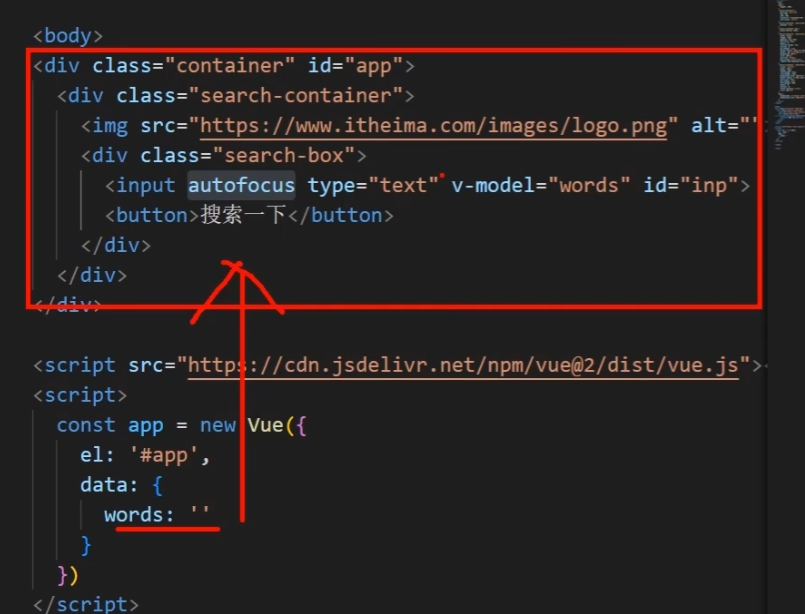 <body>
<div class="container" id="app">
<div class="search-container">
<img src="https://www.itheima.com/images/logo.png" alt="">
<div class="search-box">
<input autofocus type="text" v-model="words" id="inp">
<button>搜索一下</button>
</div>
</div>
</div>
<script src="https://cdn.jsdelivr.net/npm/vue@2/dist/vue.js"><
<script>
const app = new Vue({
el: '#app',
data: {
words: ''
}
})
</script>